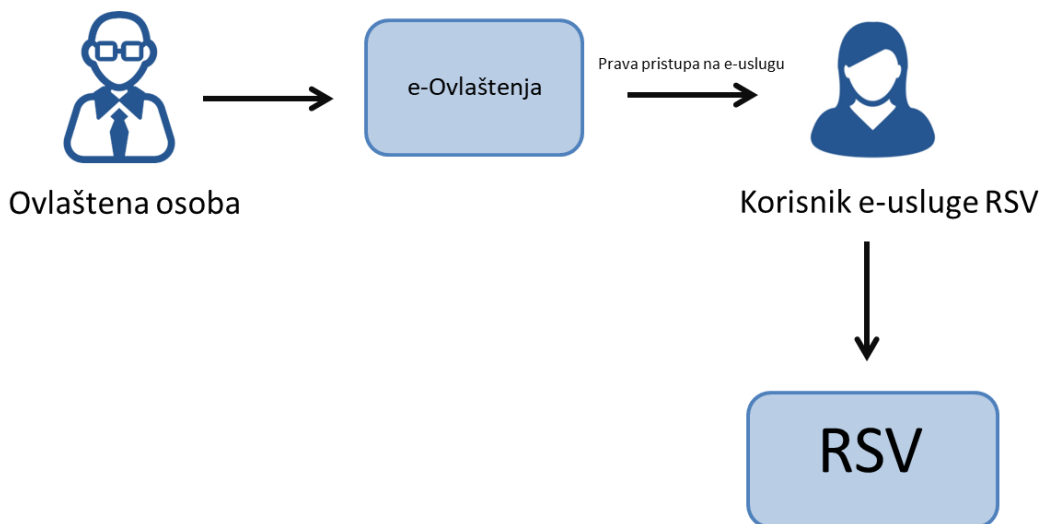 Prava pristupa na e-uslugu
e-Ovlaštenja
Ovlaštena osoba
Korisnik e-usluge RSV
RSV